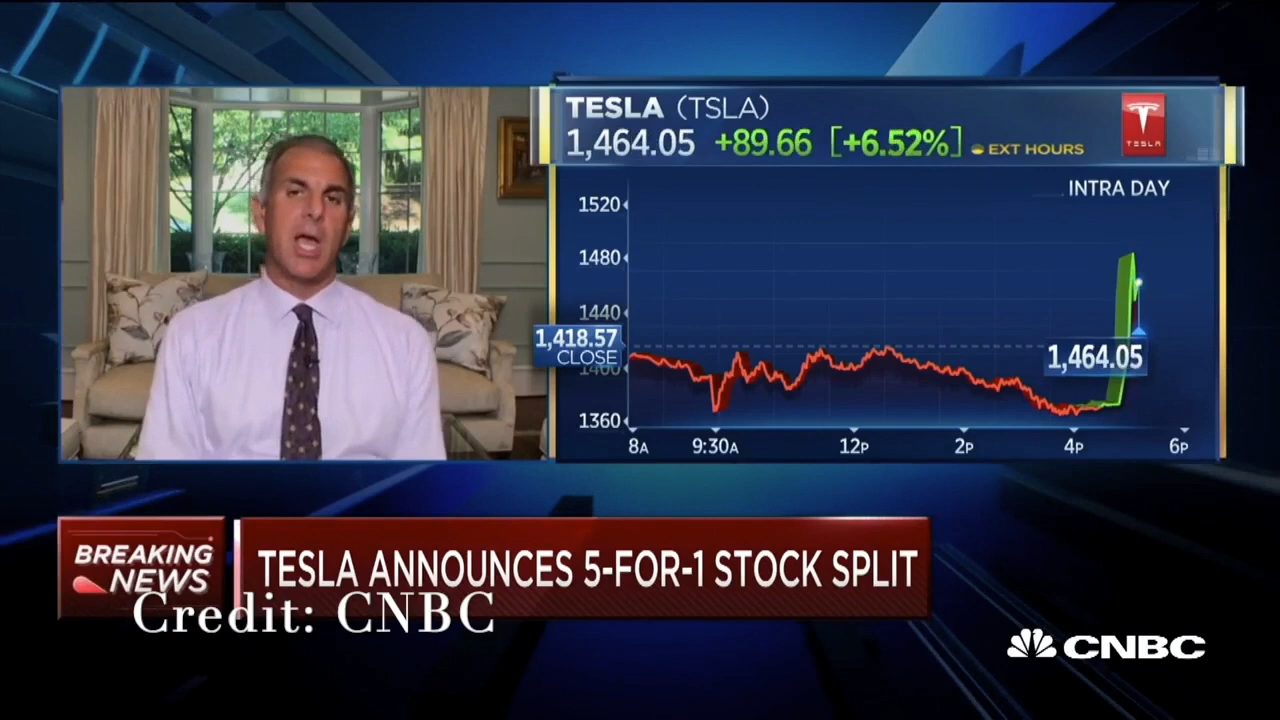 TESLA (TSLA)
1,464.05 +89.66 [+6.52%] EXT HOURS
TESLA
INTRA DAY
1520
1480
1440
1,418.57
CLOSE
1400
1360
1,464.05
8A 9:30A 12P 2P 4P 6P
BREAKING
NEWS
TESLA ANNOUNCES 5-FOR-1 STOCK SPLIT
Credit: CNBC
CNBC